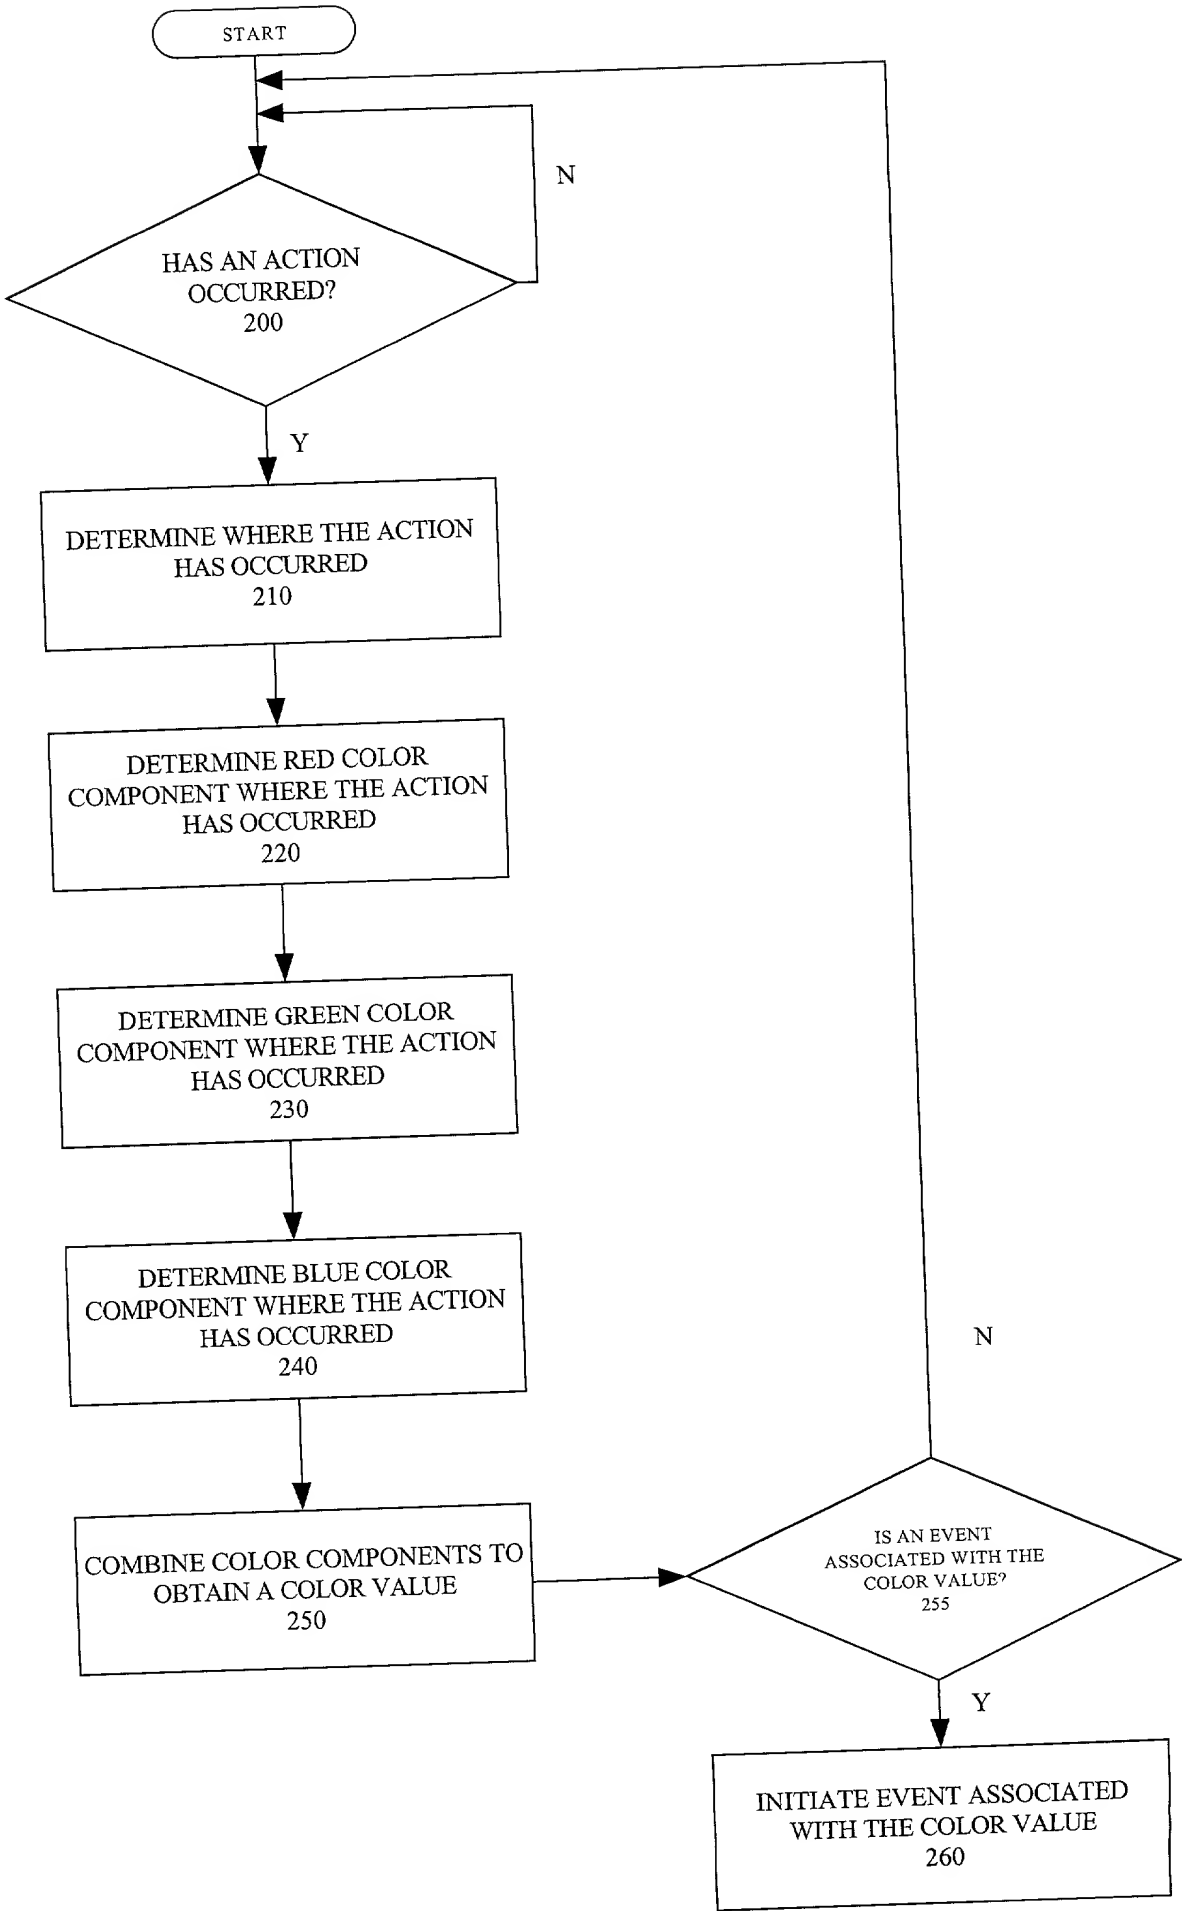 START
N
HAS AN ACTION
OCCURRED?
200
Y
DETERMINE WHERE THE ACTION
HAS OCCURRED
210
DETERMINE RED COLOR
COMPONENT WHERE THE ACTION
HAS OCCURRED
220
DETERMINE GREEN COLOR
COMPONENT WHERE THE ACTION
HAS OCCURRED
230
DETERMINE BLUE COLOR
COMPONENT WHERE THE ACTION
HAS OCCURRED
240
N
COMBINE COLOR COMPONENTS TO
OBTAIN A COLOR VALUE
250
IS AN EVENT
ASSOCIATED WITH THE
COLOR VALUE?
255
Y
INITIATE EVENT ASSOCIATED
WITH THE COLOR VALUE
260